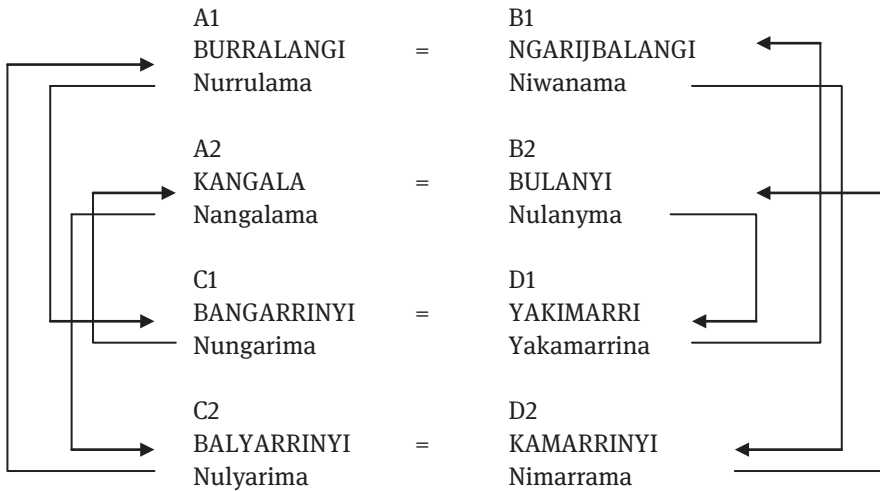 A1 B1
BURRALANGI = NGARIJBALANGI
Nurrulama Niwanama
A2 B2
KANGALA = BULANYI
Nangalama Nulanyma
C1 D1
BANGARRINYI = YAKIMARRI
Nungarima Yakamarrina
C2 D2
BALYARRINYI = KAMARRINYI
Nulyarima Nimarrama